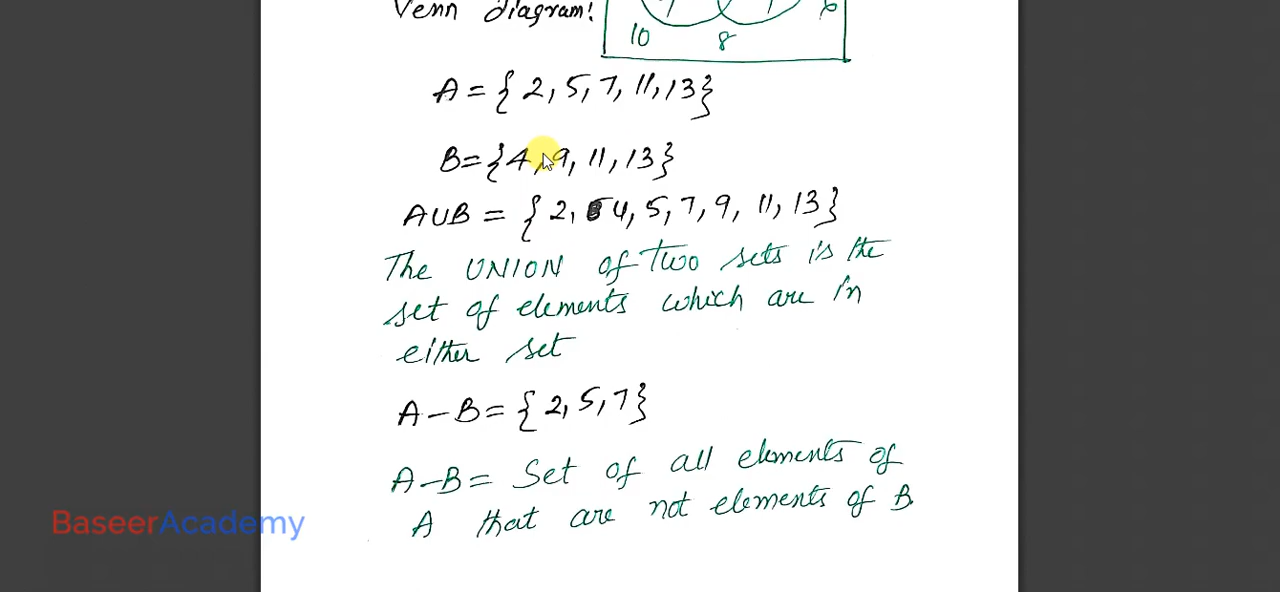 Venn diagram:
10 8 6
A = { 2, 5, 7, 11, 13}
B = {4, 9, 11, 13}
A∪B = { 2, 4, 5, 7, 9, 11, 13}
The UNION of two sets is the
set of elements which are in
either set
A - B = { 2, 5, 7}
A - B = Set of all elements of
A that are not elements of B
BaseerAcademy